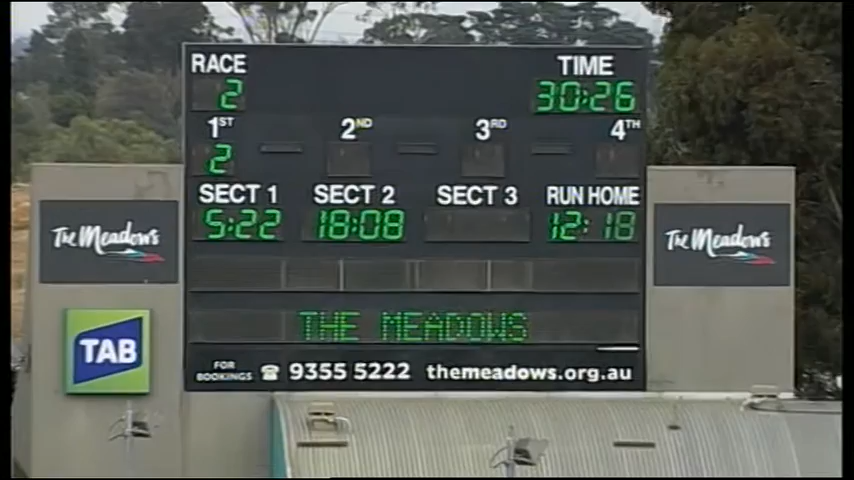 RACE TIME
2 30:26
1ST 2ND 3RD 4TH
2
SECT 1 SECT 2 SECT 3 RUN HOME
5:22 18:08 12:18
The Meadows
The Meadows
THE MEADOWS
TAB
FOR BOOKINGS ☎ 9355 5222 themeadows.org.au